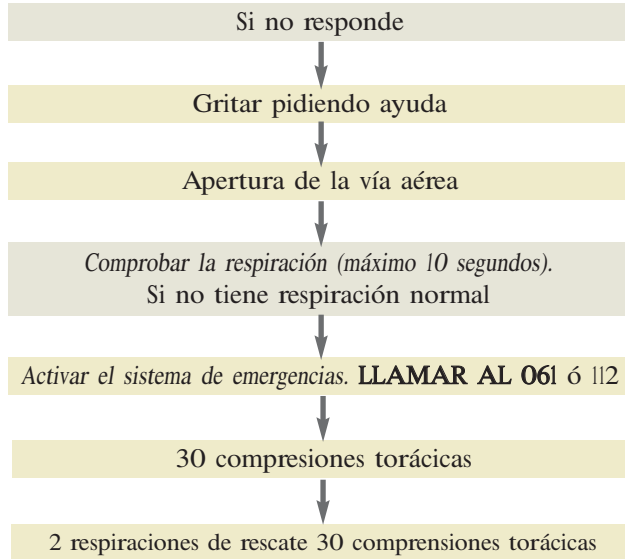 Si no responde
Gritar pidiendo ayuda
Apertura de la vía aérea
Comprobar la respiración (máximo 10 segundos).
Si no tiene respiración normal
Activar el sistema de emergencias. LLAMAR AL 061 ó 112
30 compresiones torácicas
2 respiraciones de rescate 30 comprensiones torácicas